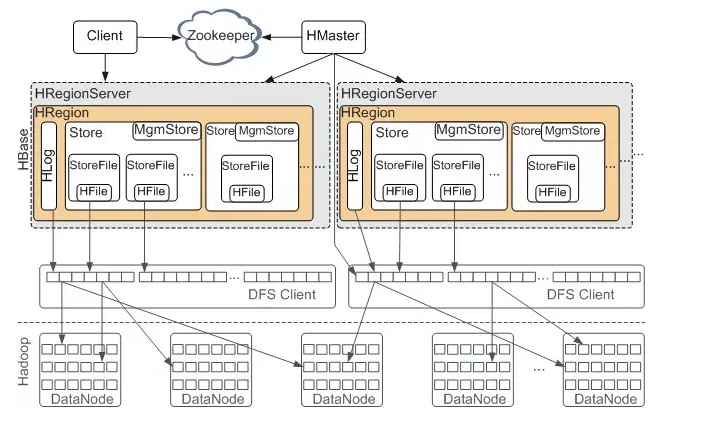 Client
Zookeeper
HMaster
HRegionServer
HRegionServer
HRegion
HRegion
HBase
HLog
Store
MgmStore
Store
MgmStore
StoreFile
StoreFile
...
StoreFile
HFile
HFile
HFile
... ...
HLog
Store
MgmStore
Store
MgmStore
StoreFile
StoreFile
...
StoreFile
HFile
HFile
HFile
... ...
...
...
DFS Client
DFS Client
Hadoop
...
DataNode
DataNode
DataNode
DataNode
DataNode